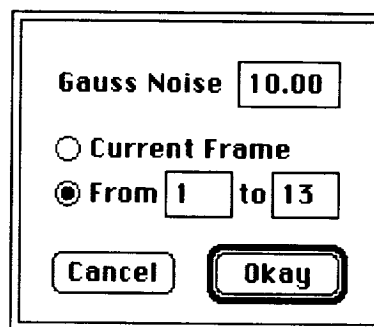 Gauss Noise 10.00
Current Frame
From 1 to 13
Cancel Okay